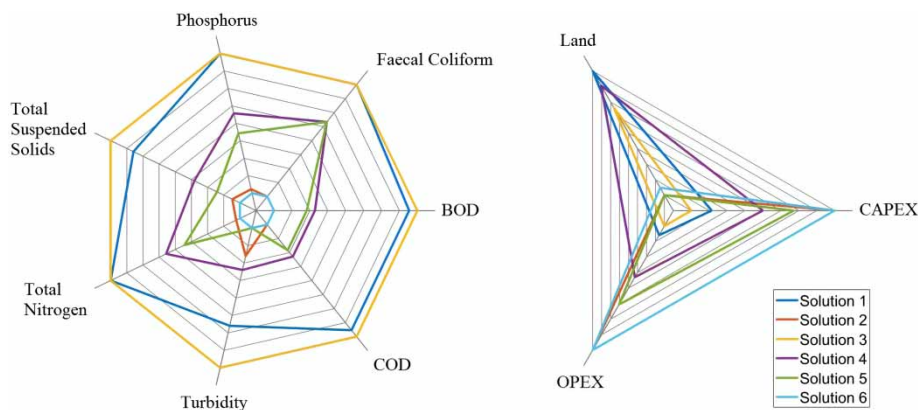 Phosphorus
Faecal Coliform
Total
Suspended
Solids
BOD
Total
Nitrogen
COD
Turbidity
Land
CAPEX
OPEX
Solution 1
Solution 2
Solution 3
Solution 4
Solution 5
Solution 6